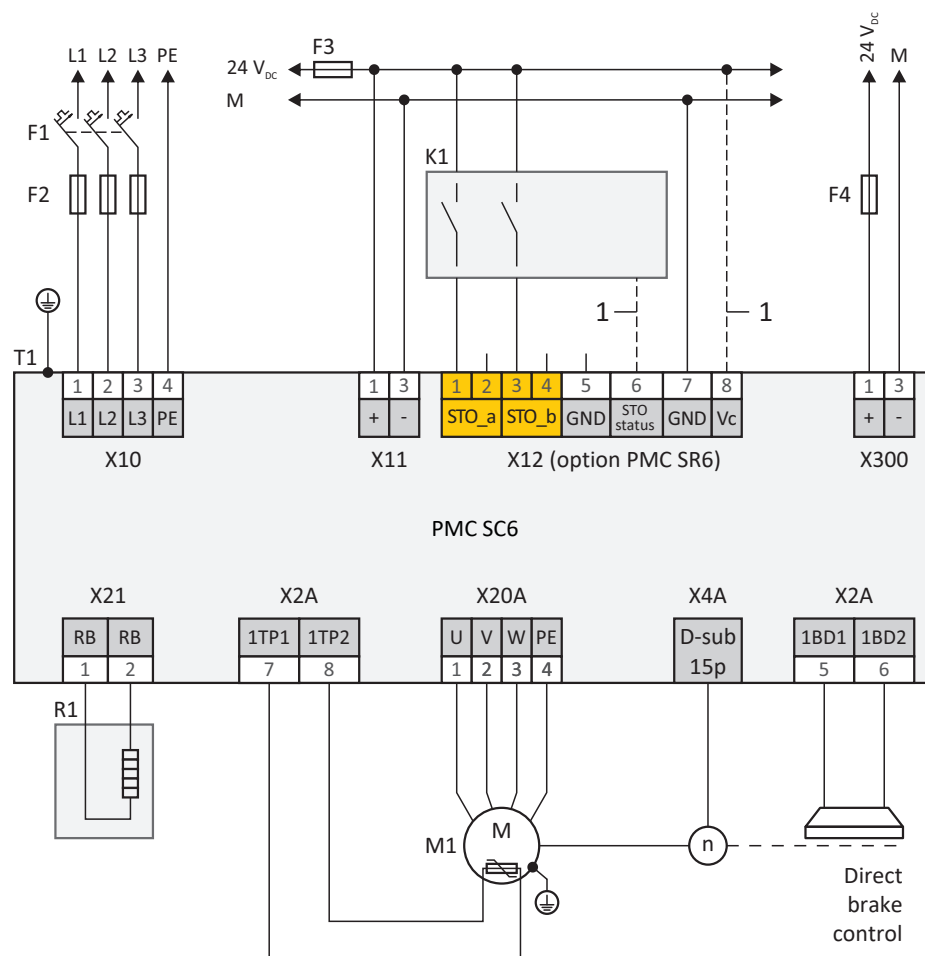 L1 L2 L3 PE
F3
24 VDC
M
24 VDC
M
F1
F2
K1
F4
1
1
T1
1 2 3 4
1 3
1 2 3 4 5 6 7 8
1 3
L1 L2 L3 PE
+ -
STO_a STO_b GND STO status GND Vc
+ -
X10
X11
X12 (option PMC SR6)
X300
PMC SC6
X21
X2A
X20A
X4A
X2A
RB RB
1TP1 1TP2
U V W PE
D-sub
15p
1BD1 1BD2
1 2
7 8
1 2 3 4
5 6
R1
M1
M
n
Direct
brake
control